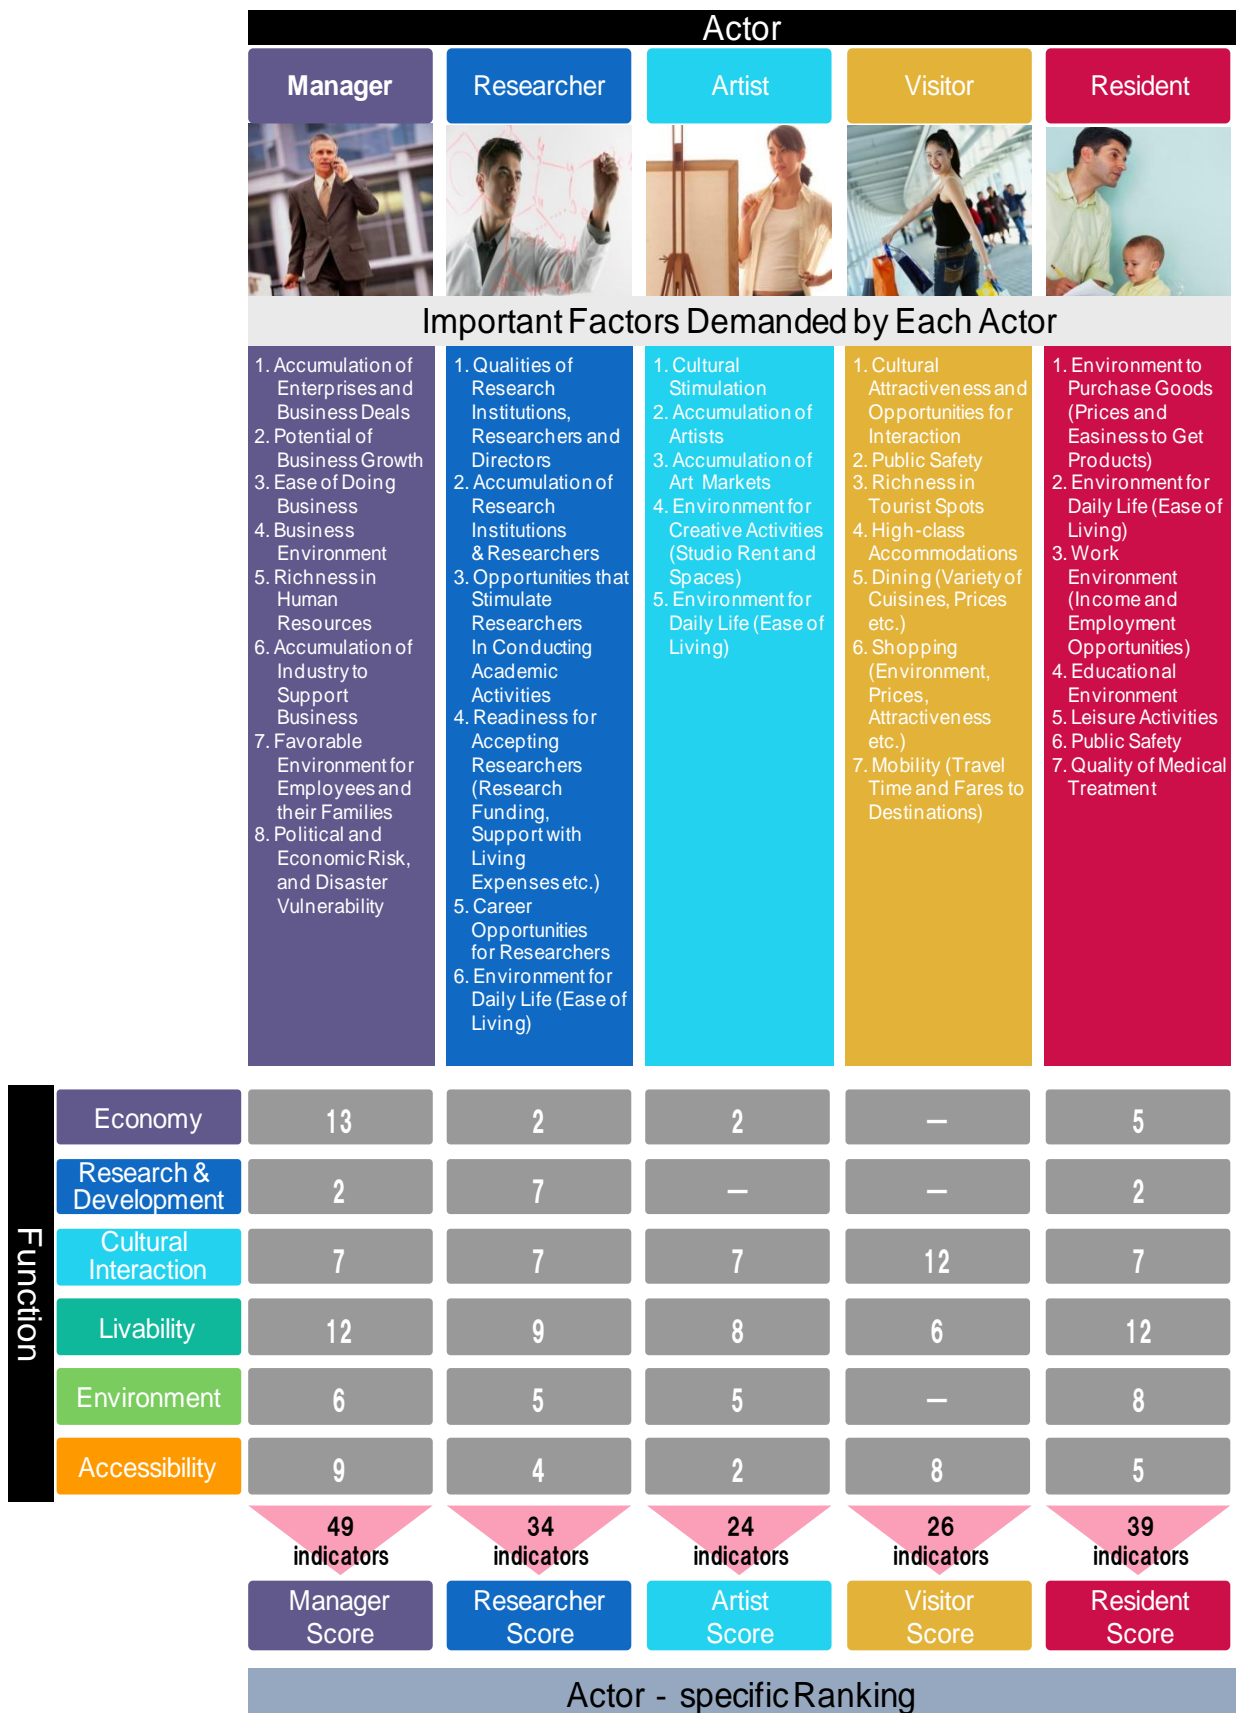 Actor
Manager
Researcher
Artist
Visitor
Resident
Important Factors Demanded by Each Actor
1. Accumulation of
Enterprises and
Business Deals
2. Potential of
Business Growth
3. Ease of Doing
Business
4. Business
Environment
5. Richness in
Human
Resources
6. Accumulation of
Industry to
Support
Business
7. Favorable
Environment for
Employees and
their Families
8. Political and
Economic Risk,
and Disaster
Vulnerability
1. Qualities of
Research
Institutions,
Researchers and
Directors
2. Accumulation of
Research
Institutions
& Researchers
3. Opportunities that
Stimulate
Researchers
In Conducting
Academic
Activities
4. Readiness for
Accepting
Researchers
(Research
Funding,
Support with
Living
Expenses etc.)
5. Career
Opportunities
for Researchers
6. Environment for
Daily Life (Ease of
Living)
1. Cultural
Stimulation
2. Accumulation of
Artists
3. Accumulation of
Art Markets
4. Environment for
Creative Activities
(Studio Rent and
Spaces)
5. Environment for
Daily Life (Ease of
Living)
1. Cultural
Attractiveness and
Opportunities for
Interaction
2. Public Safety
3. Richness in
Tourist Spots
4. High-class
Accommodations
5. Dining (Variety of
Cuisines, Prices
etc.)
6. Shopping
(Environment,
Prices,
Attractiveness
etc.)
7. Mobility (Travel
Time and Fares to
Destinations)
1. Environment to
Purchase Goods
(Prices and
Easiness to Get
Products)
2. Environment for
Daily Life (Ease of
Living)
3. Work
Environment
(Income and
Employment
Opportunities)
4. Educational
Environment
5. Leisure Activities
6. Public Safety
7. Quality of Medical
Treatment
Function
Economy
13
2
2
—
5
Research &
Development
2
7
—
—
2
Cultural
Interaction
7
7
7
12
7
Livability
12
9
8
6
12
Environment
6
5
5
—
8
Accessibility
9
4
2
8
5
49
indicators
34
indicators
24
indicators
26
indicators
39
indicators
Manager
Score
Researcher
Score
Artist
Score
Visitor
Score
Resident
Score
Actor - specific Ranking